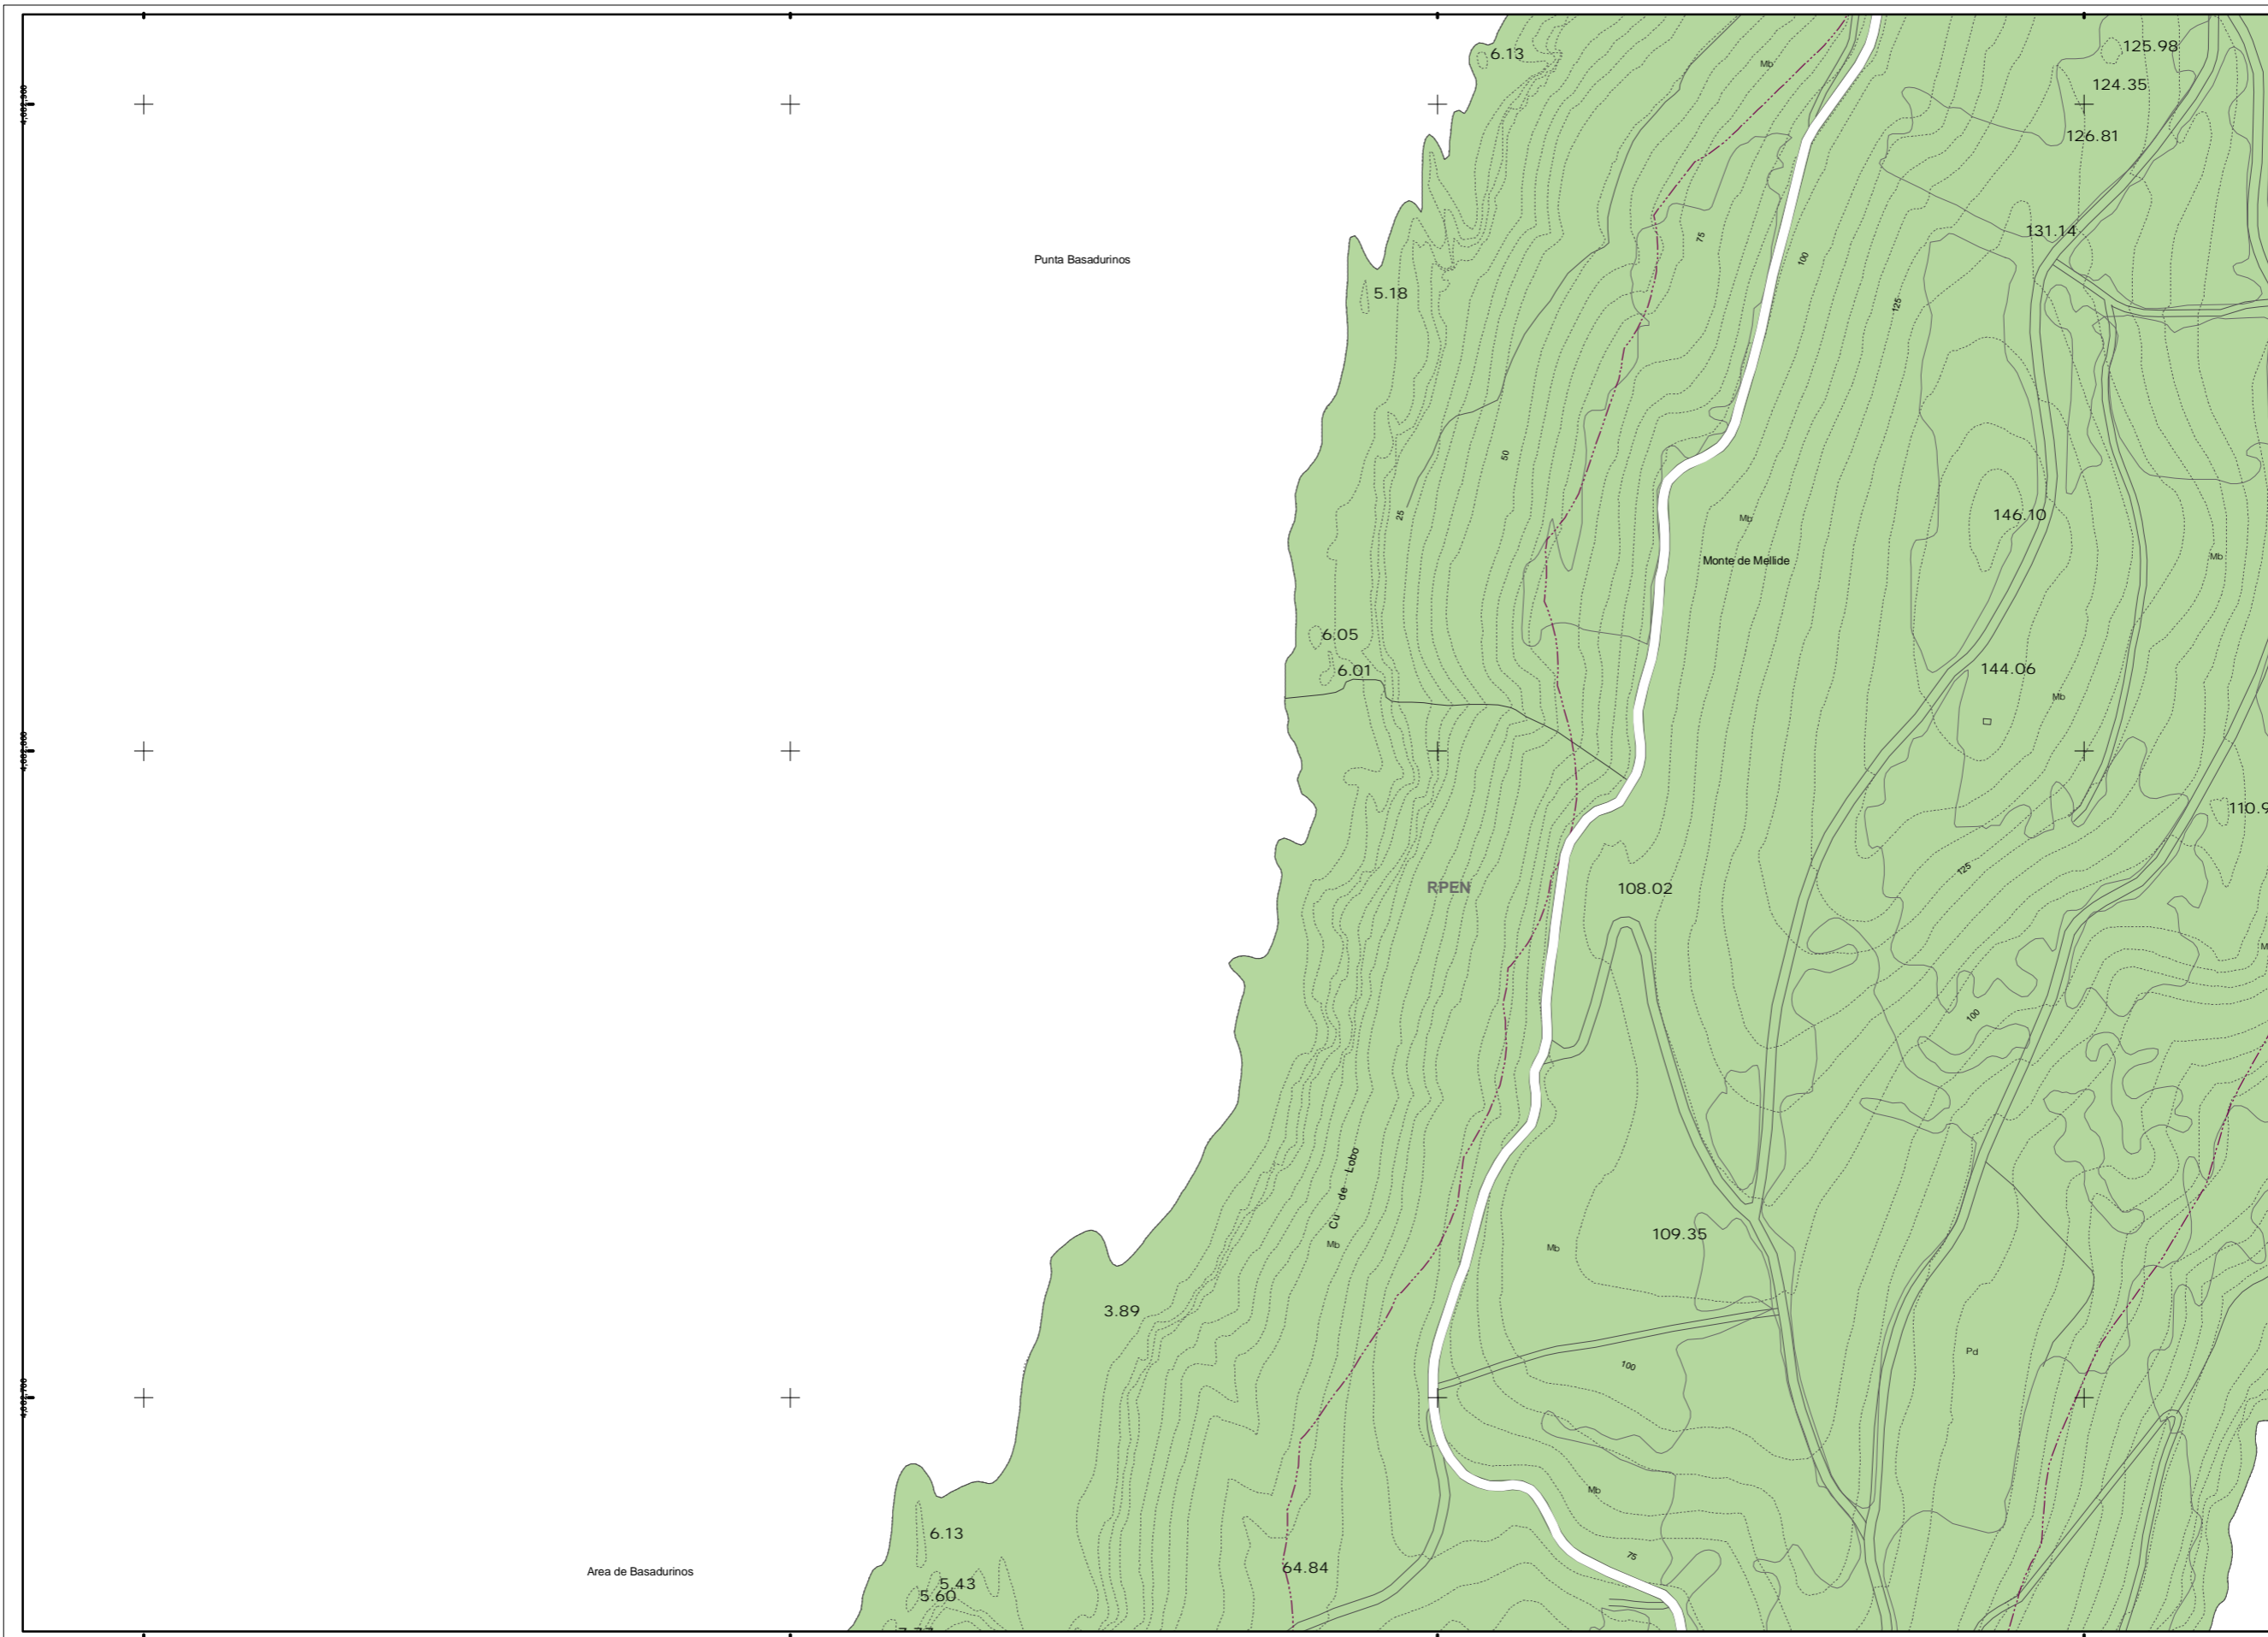 6.13
Mb
125.98
124.35
126.81
131.14
Punta Basadurinos
75
100
5.18
125
50
25
146.10
Mb
Monte de Mellide
Mb
6.05
6.01
144.06
Mb
110.9
125
RPEN
108.02
100
Cu de Lobo
Mb
Mb
109.35
3.89
100
Pd
Mb
75
6.13
5.43
5.60
64.84
Area de Basadurinos